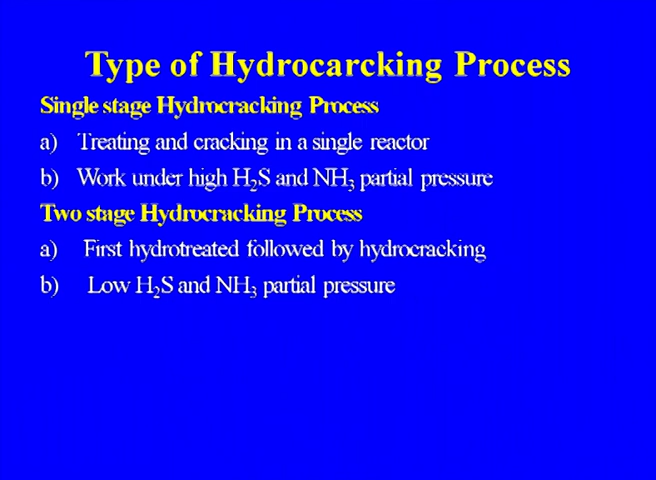 Type of Hydrocarcking Process
Single stage Hydrocracking Process
a) Treating and cracking in a single reactor
b) Work under high H₂S and NH₃ partial pressure
Two stage Hydrocracking Process
a) First hydrotreated followed by hydrocracking
b) Low H₂S and NH₃ partial pressure